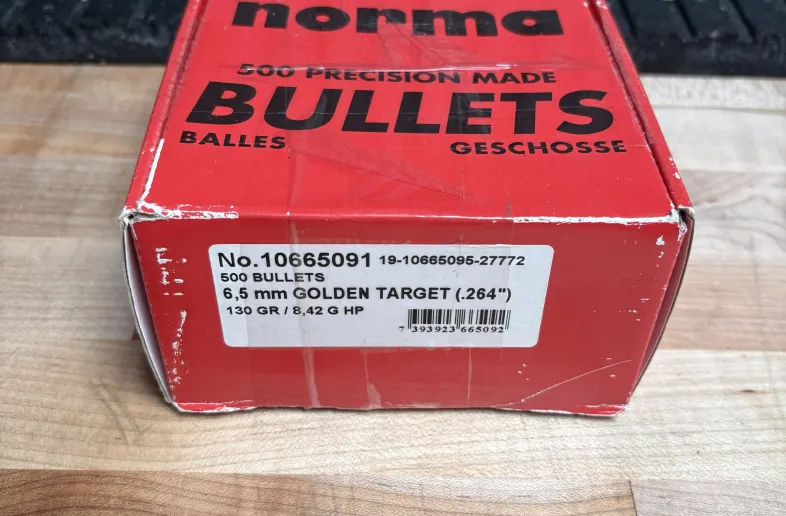 norma
500 PRECISION MADE
BULLETS
BALLES GESCHOSSE
No.10665091 19-10665095-27772
500 BULLETS
6,5 mm GOLDEN TARGET (.264")
130 GR / 8,42 G HP
7 393923 665092